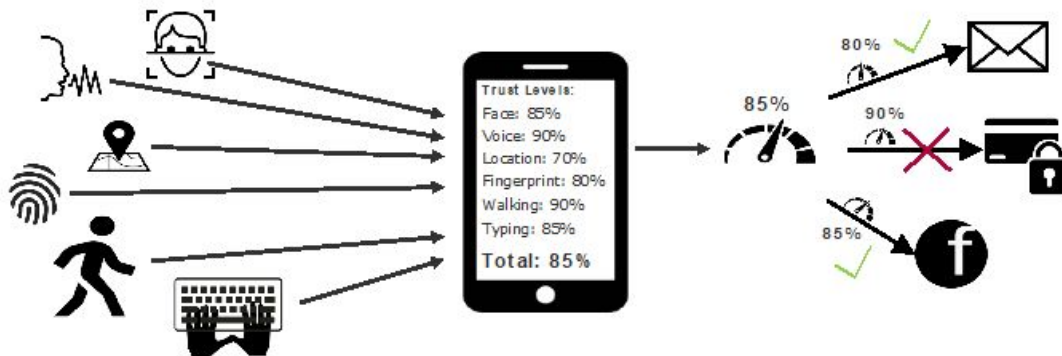 Trust Levels:
Face: 85%
Voice: 90%
Location: 70%
Fingerprint: 80%
Walking: 90%
Typing: 85%
Total: 85%
85%
80%
90%
85%
f